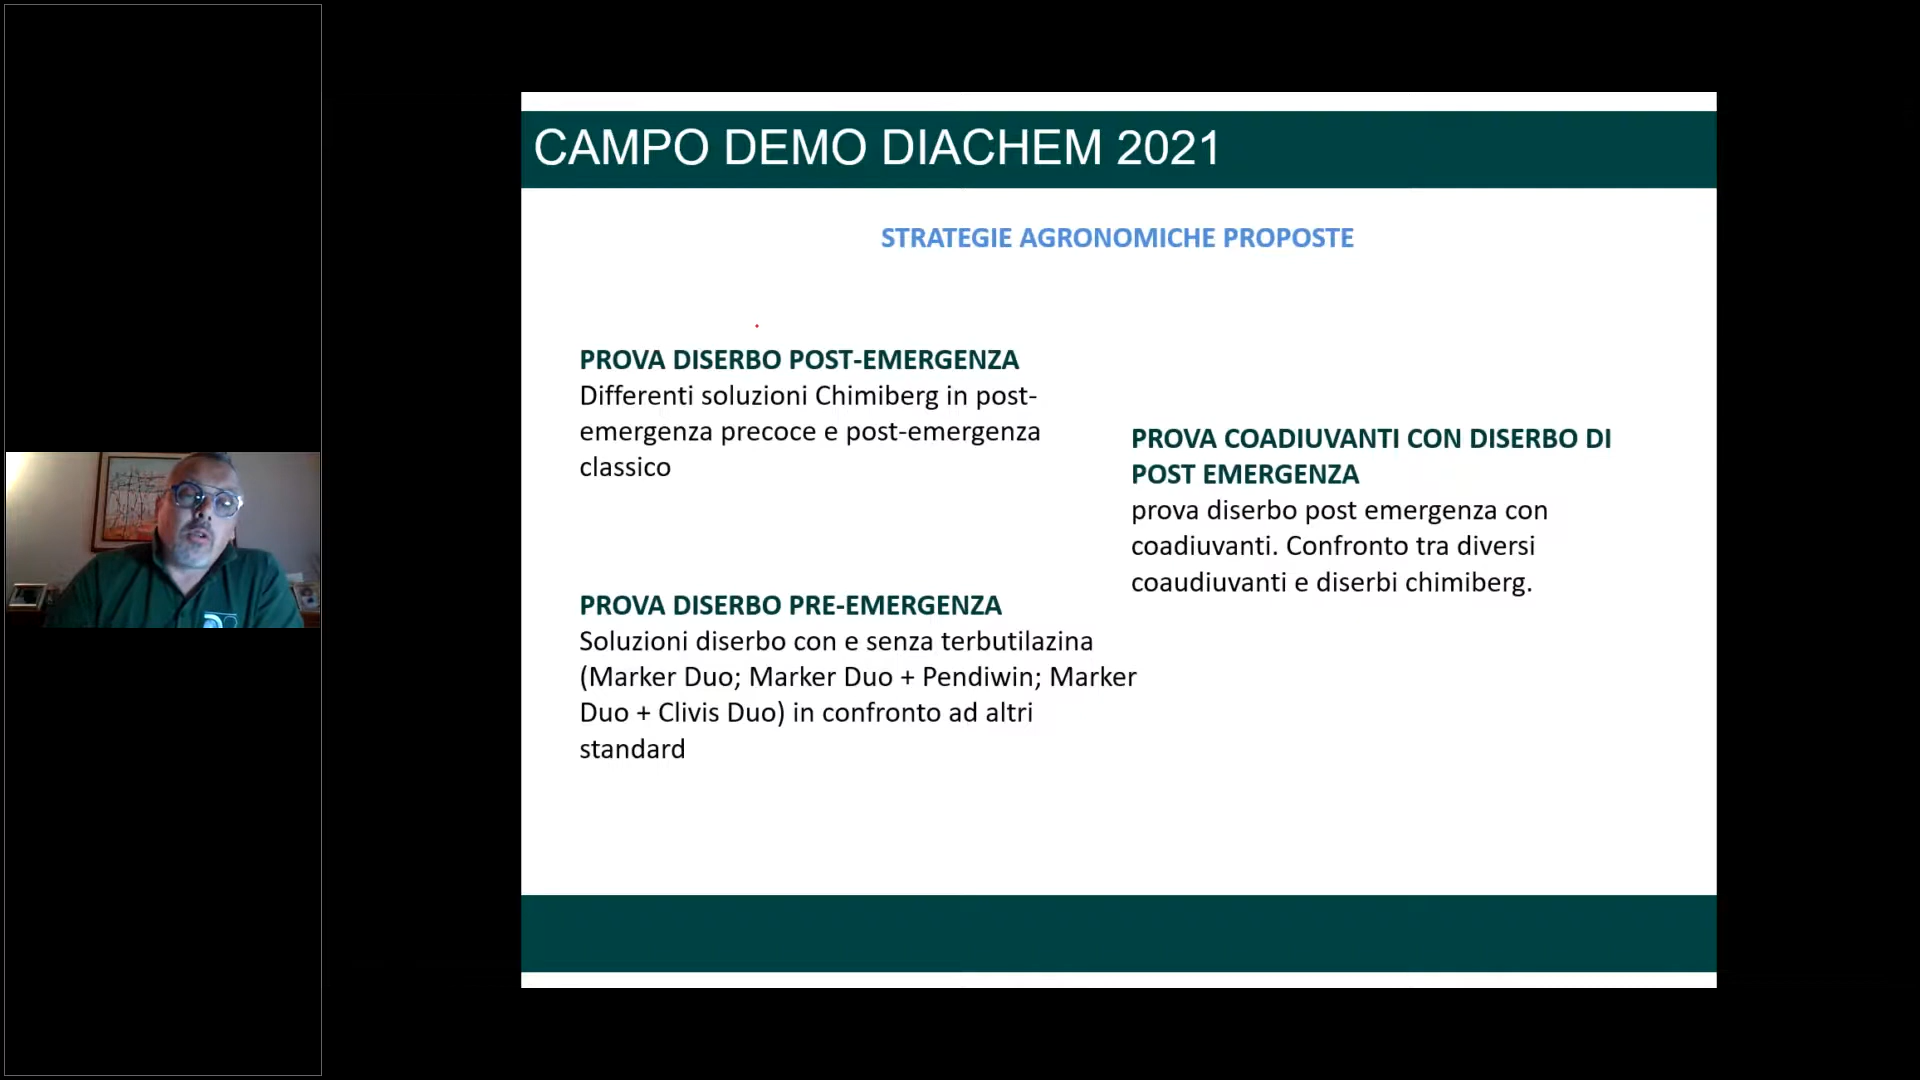 CAMPO DEMO DIACHEM 2021
STRATEGIE AGRONOMICHE PROPOSTE
PROVA DISERBO POST-EMERGENZA
Differenti soluzioni Chimiberg in post-
emergenza precoce e post-emergenza
classico
PROVA DISERBO PRE-EMERGENZA
Soluzioni diserbo con e senza terbutilazina
(Marker Duo; Marker Duo + Pendiwin; Marker
Duo + Clivis Duo) in confronto ad altri
standard
PROVA COADIUVANTI CON DISERBO DI
POST EMERGENZA
prova diserbo post emergenza con
coadiuvanti. Confronto tra diversi
coaudiuvanti e diserbi chimiberg.